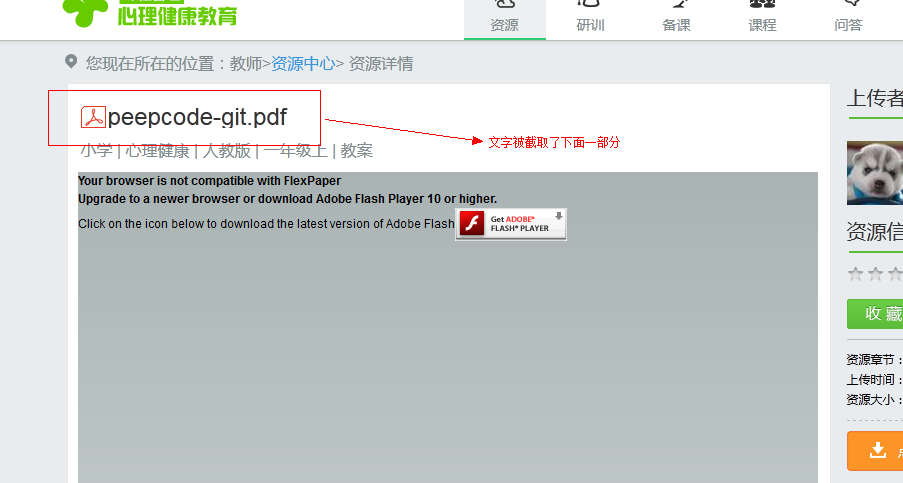 心理健康教育
资源 研训 备课 课程 问答
您现在所在的位置：教师>资源中心> 资源详情
peepcode-git.pdf
文字被截取了下面一部分
小学 | 心理健康 | 人教版 | 一年级上 | 教案
Your browser is not compatible with FlexPaper
Upgrade to a newer browser or download Adobe Flash Player 10 or higher.
Click on the icon below to download the latest version of Adobe Flash
Get ADOBE®
FLASH® PLAYER
上传者
资源信
收藏
资源章节：
上传时间：
资源大小：